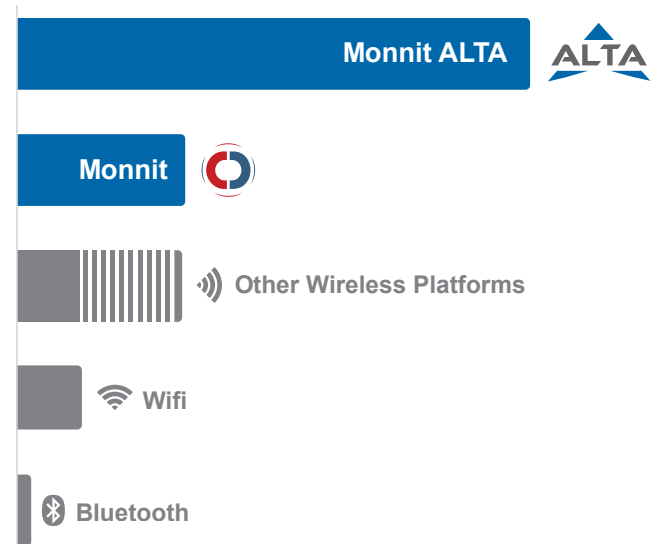 Monnit ALTA
ALTA
Monnit
Other Wireless Platforms
Wifi
Bluetooth